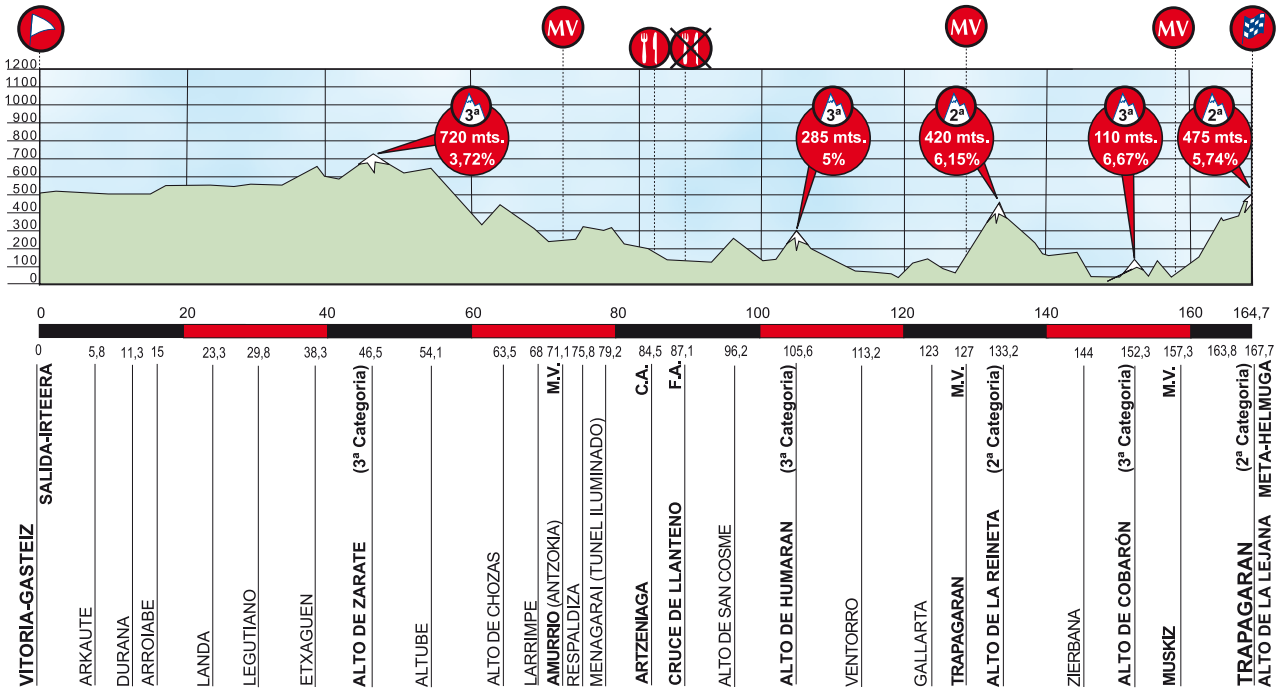 MV
MV
MV
1200
1100
1000
900
800
700
600
500
400
300
200
100
0
3ª
720 mts.
3,72%
3ª
285 mts.
5%
2ª
420 mts.
6,15%
3ª
110 mts.
6,67%
2ª
475 mts.
5,74%
0 20 40 60 80 100 120 140 160 164,7
0 5,8 11,3 15 23,3 29,8 38,3 46,5 54,1 63,5 68 71,1 75,8 79,2 84,5 87,1 96,2 105,6 113,2 123 127 133,2 144 152,3 157,3 163,8 167,7
VITORIA-GASTEIZ
SALIDA-IRTEERA
ARKAUTE
DURANA
ARROIABE
LANDA
LEGUTIANO
ETXAGUEN
ALTO DE ZARATE (3ª Categoria)
ALTUBE
ALTO DE CHOZAS
LARRIMPE
AMURRIO (ANTZOKIA) M.V.
RESPALDIZA
MENAGARAI (TUNEL ILUMINADO)
ARTZENIAGA C.A.
CRUCE DE LLANTENO F.A.
ALTO DE SAN COSME
ALTO DE HUMARAN (3ª Categoria)
VENTORRO
GALLARTA
TRAPAGARAN M.V.
ALTO DE LA REINETA (2ª Categoria)
ZIERBANA
ALTO DE COBARÓN (3ª Categoria)
MUSKIZ M.V.
TRAPAGARAN (2ª Categoria)
ALTO DE LA LEJANA META-HELMUGA